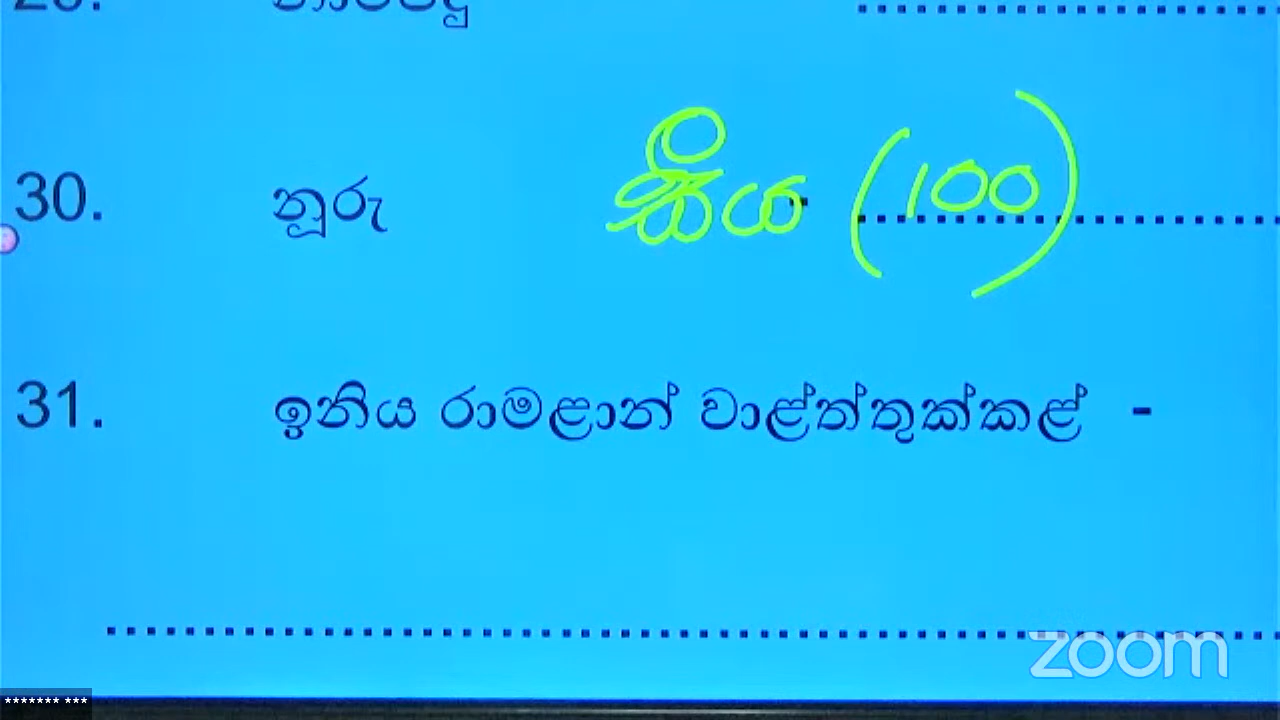 30. නූරු සීය (100)
31. ඉනිය රාමළාන් වාළ්ත්තුක්කළ් -
zoom
******* ***